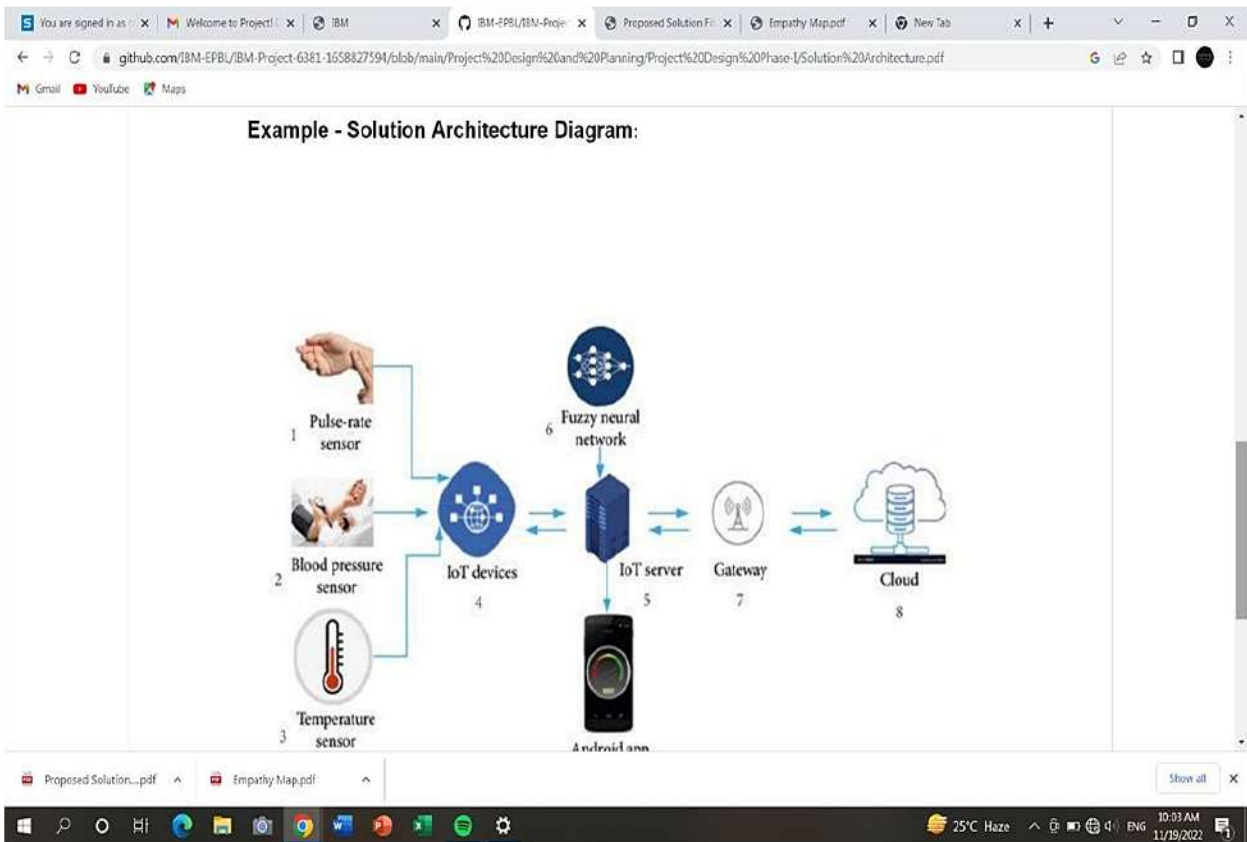 You are signed in as
Welcome to Project!
IBM
IBM-EPBL/IBM-Proje
Proposed Solution Fi
Empathy Map.pdf
New Tab
github.com/IBM-EPBL/IBM-Project-6381-1658827594/blob/main/Project%20Design%20and%20Planning/Project%20Design%20Phase-I/Solution%20Architecture.pdf
Gmail
YouTube
Maps
Example - Solution Architecture Diagram:
1
Pulse-rate
sensor
6
Fuzzy neural
network
2
Blood pressure
sensor
IoT devices
4
IoT server
5
Gateway
7
Cloud
8
3
Temperature
sensor
Android app
Proposed Solution....pdf
Empathy Map.pdf
Show all
25°C Haze
ENG
10:03 AM
11/19/2022